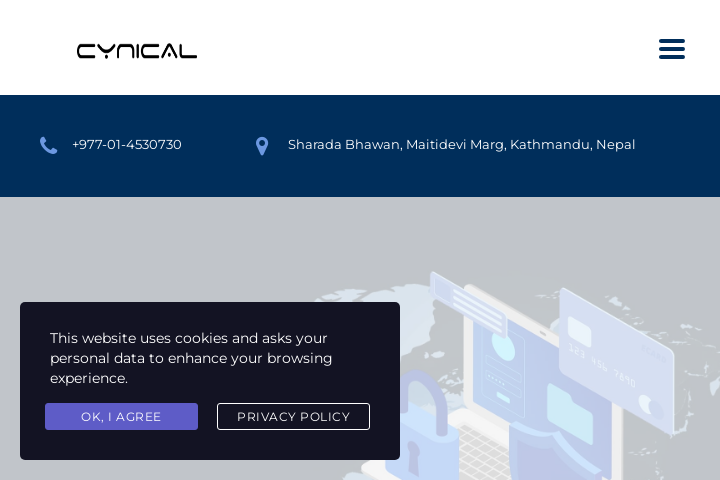 CYNICAL
+977-01-4530730
Sharada Bhawan, Maitidevi Marg, Kathmandu, Nepal
This website uses cookies and asks your
personal data to enhance your browsing
experience.
OK, I AGREE
PRIVACY POLICY